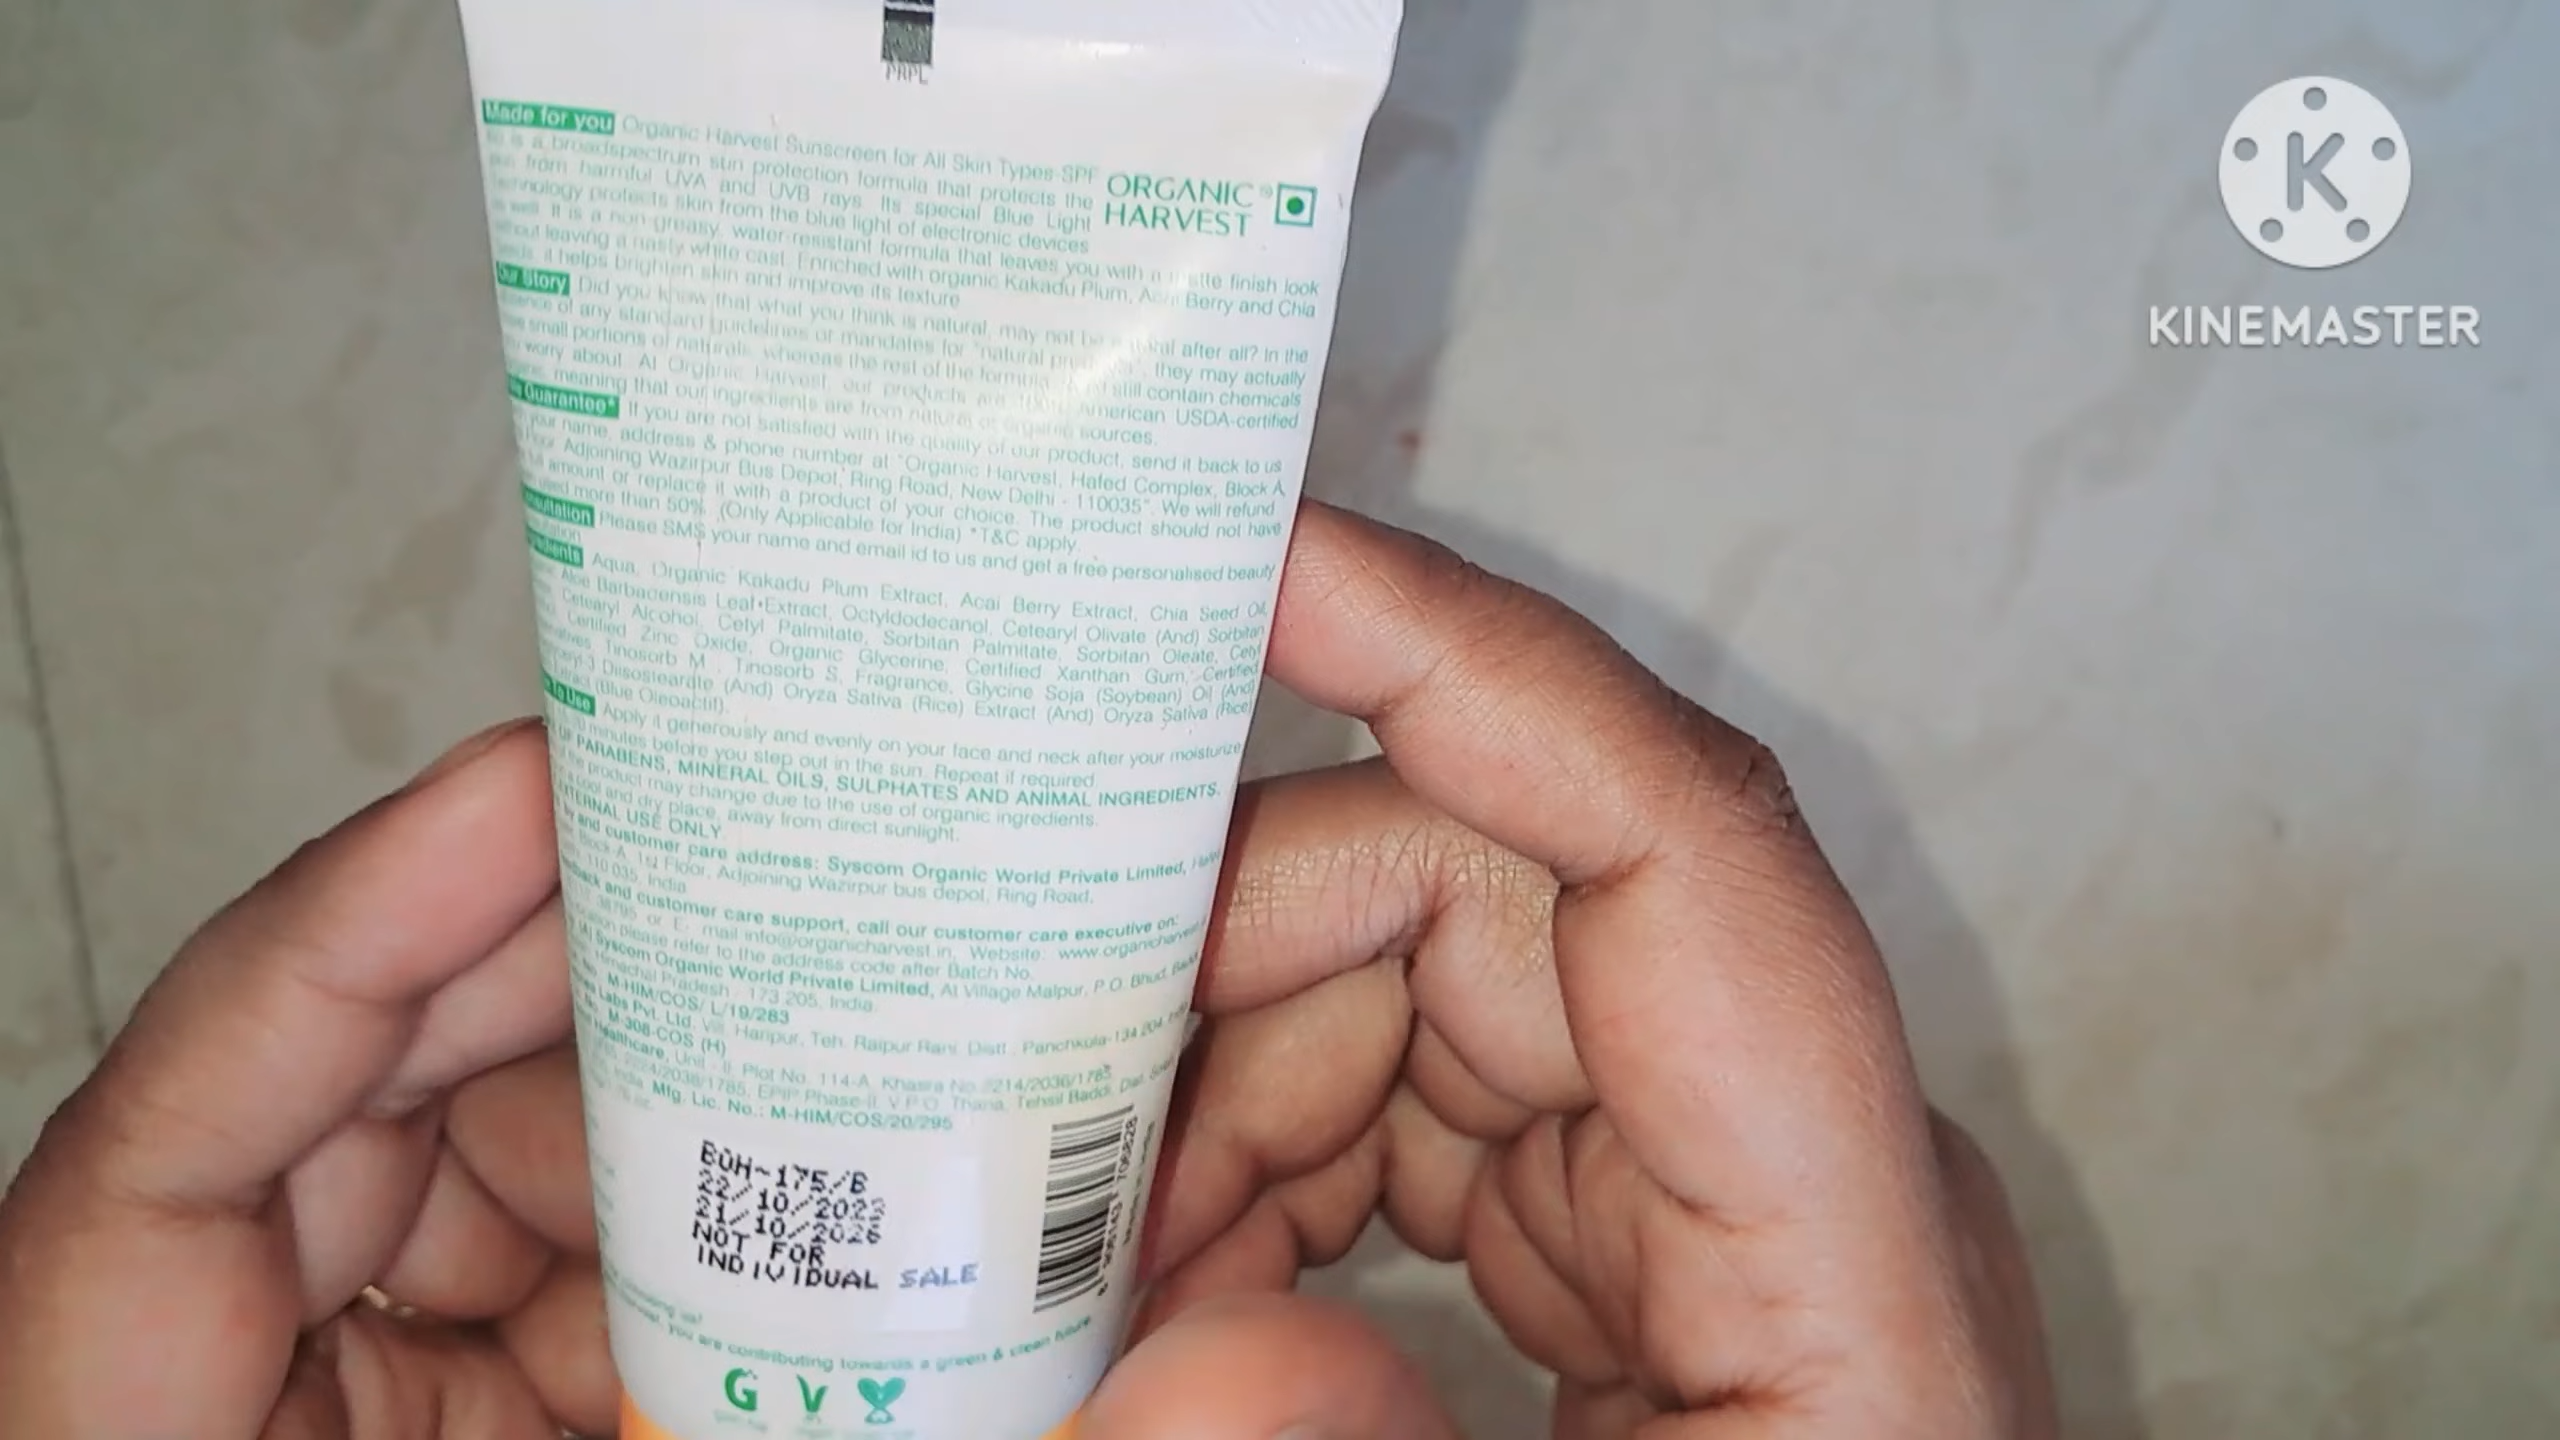 PRPL
Made for you Organic Harvest Sunscreen for All Skin Types-SPF
is a broadspectrum sun protection formula that protects the
from harmful UVA and UVB rays. Its special Blue Light
Technology protects skin from the blue light of electronic devices
as well. It is a non-greasy, water-resistant formula that leaves you with a matte finish look
without leaving a nasty white cast. Enriched with organic Kakadu Plum, Acai Berry and Chia
it helps brighten skin and improve its texture
ORGANIC
HARVEST
Our Story Did you know that what you think is natural, may not be natural after all? In the
absence of any standard guidelines or mandates for "natural they may actually
small portions of naturals, whereas the rest of the formula still contain chemicals
worry about. At Organic Harvest, our products are American USDA-certified
meaning that our ingredients are from natural or organic sources.
Guarantee* If you are not satisfied with the quality of our product, send it back to us
your name, address & phone number at "Organic Harvest, Hafed Complex, Block A,
Floor Adjoining Wazirpur Bus Depot, Ring Road, New Delhi - 110035". We will refund
amount or replace it with a product of your choice. The product should not have
used more than 50%. (Only Applicable for India) *T&C apply.
Please SMS your name and email id to us and get a free personalised beauty
Aqua, Organic Kakadu Plum Extract, Acai Berry Extract, Chia Seed Oil,
Aloe Barbadensis Leaf Extract, Octyldodecanol, Cetearyl Olivate (And) Sorbitan
Cetearyl Alcohol, Cetyl Palmitate, Sorbitan Palmitate, Sorbitan Oleate,
Certified Zinc Oxide, Organic Glycerine, Certified Xanthan Gum, Certified
Tinosorb M, Tinosorb S, Fragrance, Glycine Soja (Soybean) Oil (And)
Diisostearate (And) Oryza Sativa (Rice) Extract (And) Oryza Sativa (Rice)
(Blue Oleoactif).
To Use Apply it generously and evenly on your face and neck after your
minutes before you step out in the sun. Repeat if required
OF PARABENS, MINERAL OILS, SULPHATES AND ANIMAL INGREDIENTS.
the product may change due to the use of organic ingredients.
cool and dry place, away from direct sunlight.
EXTERNAL USE ONLY.
and customer care address: Syscom Organic World Private Limited,
Block-A, 1st Floor, Adjoining Wazirpur bus depot, Ring Road,
110 035, India
and customer care support, call our customer care executive on:
or E- mail info@organicharvest.in, Website:
please refer to the address code after Batch No.
Syscom Organic World Private Limited, At Village Malpur, P.O. Bhud,
Himachal Pradesh - 173 205, India.
M-HIM/COS/ L/19/283
Labs Pvt. Ltd. Vill. Haripur, Teh. Raipur Rani, Distt., Panchkula-134 204,
M-308-COS (H)
Healthcare, Unit - II, Plot No. 114-A, Khasra No.
EPIP Phase-II, V.P.O. Thana, Tehsil Baddi,
India. Mfg. Lic. No.: M-HIM/COS/20/295
BOH-175/B
22/10/2023
21/10/2026
NOT FOR
INDIVIDUAL SALE
you are contributing towards a green & clean future
G V
K
KINEMASTER